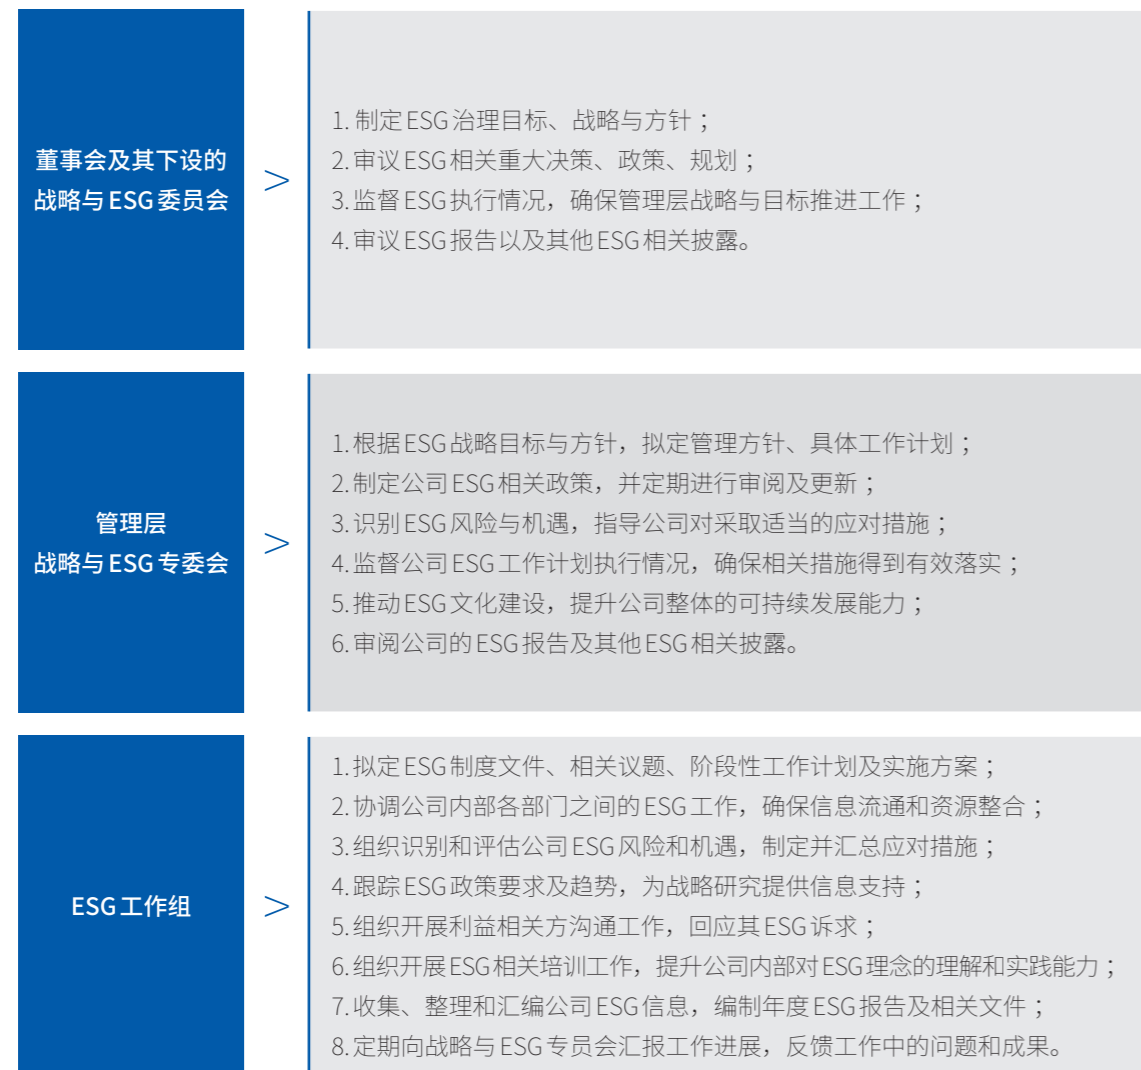 董事会及其下设的
战略与ESG委员会
>
1.制定ESG治理目标、战略与方针；
2.审议ESG相关重大决策、政策、规划；
3.监督ESG执行情况，确保管理层战略与目标推进工作；
4.审议ESG报告以及其他ESG相关披露。
管理层
战略与ESG专委会
>
1.根据ESG战略目标与方针，拟定管理方针、具体工作计划；
2.制定公司ESG相关政策，并定期进行审阅及更新；
3.识别ESG风险与机遇，指导公司对采取适当的应对措施；
4.监督公司ESG工作计划执行情况，确保相关措施得到有效落实；
5.推动ESG文化建设，提升公司整体的可持续发展能力；
6.审阅公司的ESG报告及其他ESG相关披露。
ESG工作组
>
1.拟定ESG制度文件、相关议题、阶段性工作计划及实施方案；
2.协调公司内部各部门之间的ESG工作，确保信息流通和资源整合；
3.组织识别和评估公司ESG风险和机遇，制定并汇总应对措施；
4.跟踪ESG政策要求及趋势，为战略研究提供信息支持；
5.组织开展利益相关方沟通工作，回应其ESG诉求；
6.组织开展ESG相关培训工作，提升公司内部对ESG理念的理解和实践能力；
7.收集、整理和汇编公司ESG信息，编制年度ESG报告及相关文件；
8.定期向战略与ESG专员会汇报工作进展，反馈工作中的问题和成果。